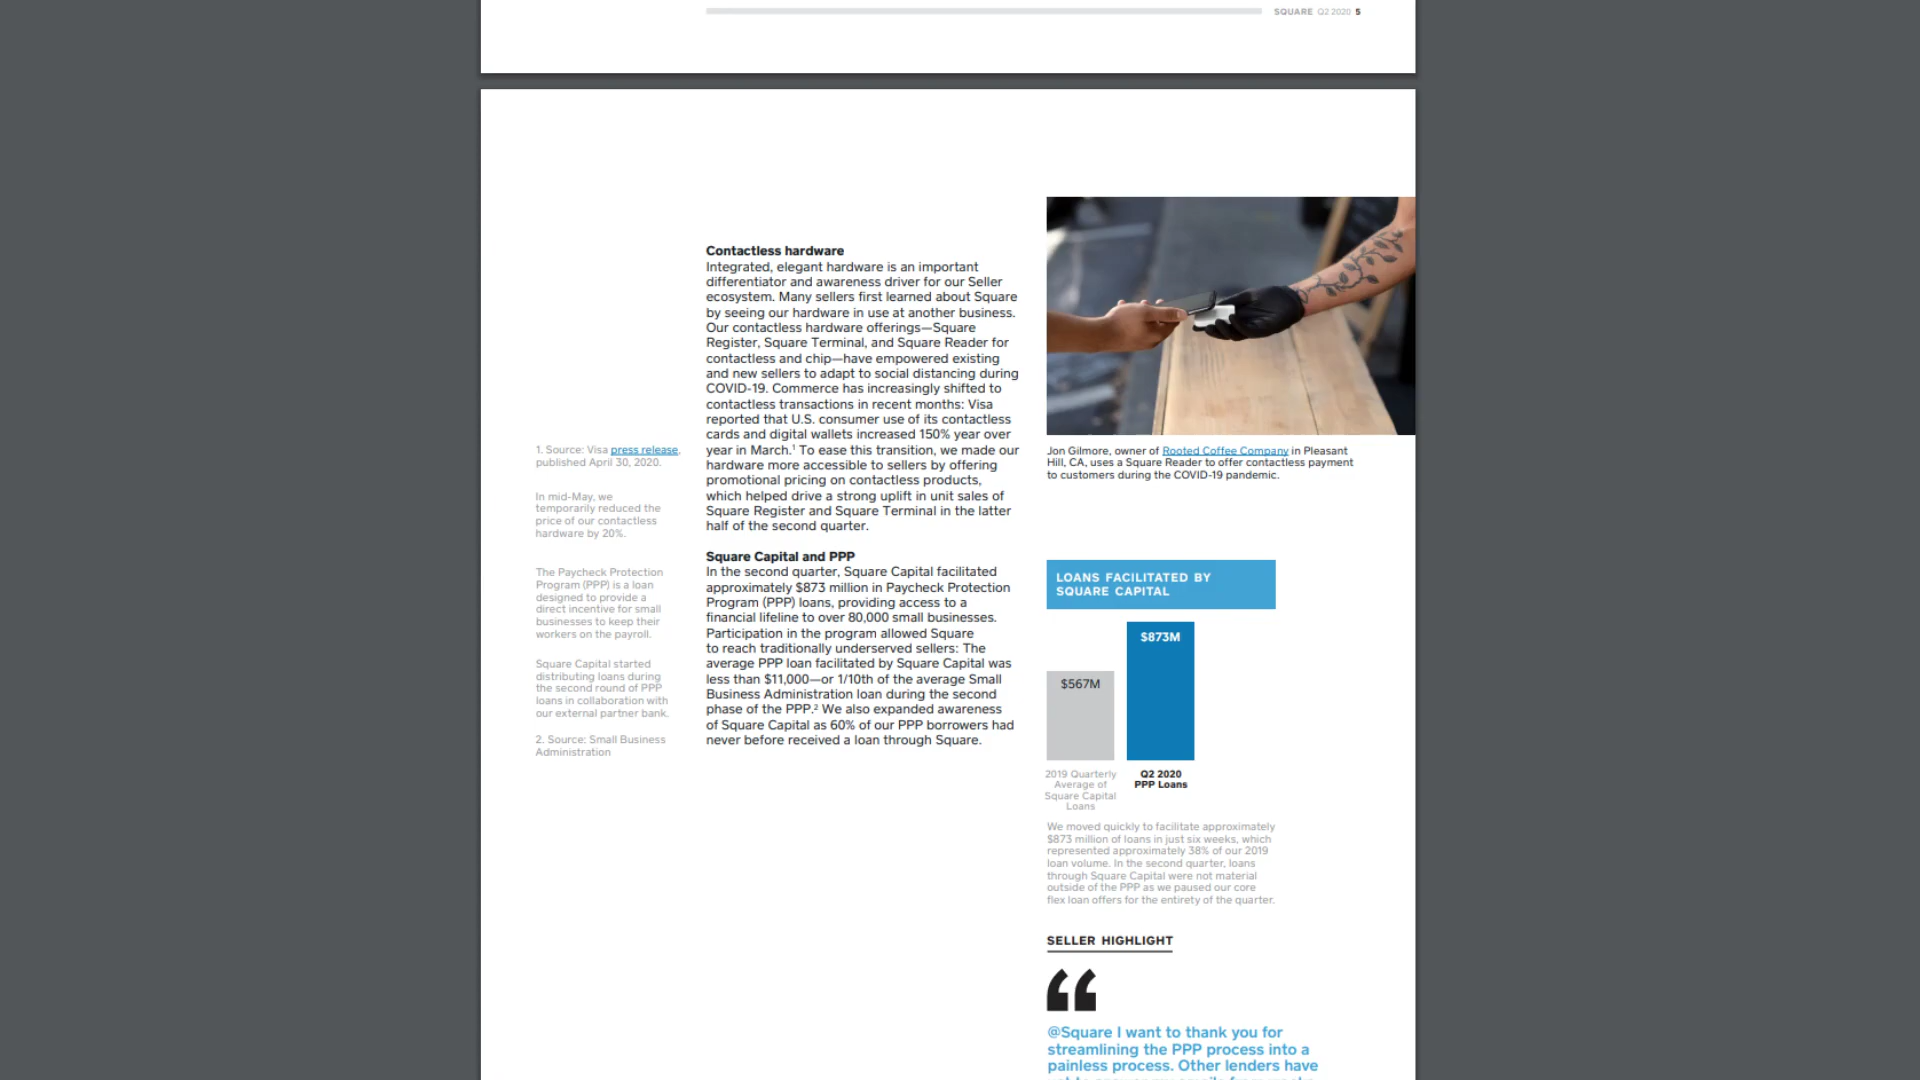 SQUARE Q2 2020 5
Contactless hardware
Integrated, elegant hardware is an important
differentiator and awareness driver for our Seller
ecosystem. Many sellers first learned about Square
by seeing our hardware in use at another business.
Our contactless hardware offerings—Square
Register, Square Terminal, and Square Reader for
contactless and chip—have empowered existing
and new sellers to adapt to social distancing during
COVID-19. Commerce has increasingly shifted to
contactless transactions in recent months: Visa
reported that U.S. consumer use of its contactless
cards and digital wallets increased 150% year over
year in March.¹ To ease this transition, we made our
hardware more accessible to sellers by offering
promotional pricing on contactless products,
which helped drive a strong uplift in unit sales of
Square Register and Square Terminal in the latter
half of the second quarter.
1. Source: Visa press release,
published April 30, 2020.
In mid-May, we
temporarily reduced the
price of our contactless
hardware by 20%.
Square Capital and PPP
In the second quarter, Square Capital facilitated
approximately $873 million in Paycheck Protection
Program (PPP) loans, providing access to a
financial lifeline to over 80,000 small businesses.
Participation in the program allowed Square
to reach traditionally underserved sellers: The
average PPP loan facilitated by Square Capital was
less than $11,000—or 1/10th of the average Small
Business Administration loan during the second
phase of the PPP.² We also expanded awareness
of Square Capital as 60% of our PPP borrowers had
never before received a loan through Square.
The Paycheck Protection
Program (PPP) is a loan
designed to provide a
direct incentive for small
businesses to keep their
workers on the payroll.
Square Capital started
distributing loans during
the second round of PPP
loans in collaboration with
our external partner bank.
2. Source: Small Business
Administration
Jon Gilmore, owner of Rooted Coffee Company in Pleasant
Hill, CA, uses a Square Reader to offer contactless payment
to customers during the COVID-19 pandemic.
LOANS FACILITATED BY
SQUARE CAPITAL
$873M
$567M
2019 Quarterly
Average of
Square Capital
Loans
Q2 2020
PPP Loans
We moved quickly to facilitate approximately
$873 million of loans in just six weeks, which
represented approximately 38% of our 2019
loan volume. In the second quarter, loans
through Square Capital were not material
outside of the PPP as we paused our core
flex loan offers for the entirety of the quarter.
SELLER HIGHLIGHT
“
@Square I want to thank you for
streamlining the PPP process into a
painless process. Other lenders have